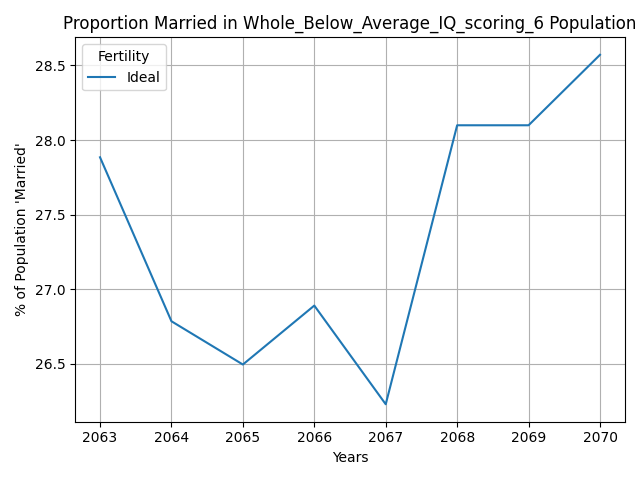 Proportion Married in Whole_Below_Average_IQ_scoring_6 Population
Fertility
Ideal
% of Population 'Married'
28.5
28.0
27.5
27.0
26.5
2063 2064 2065 2066 2067 2068 2069 2070
Years